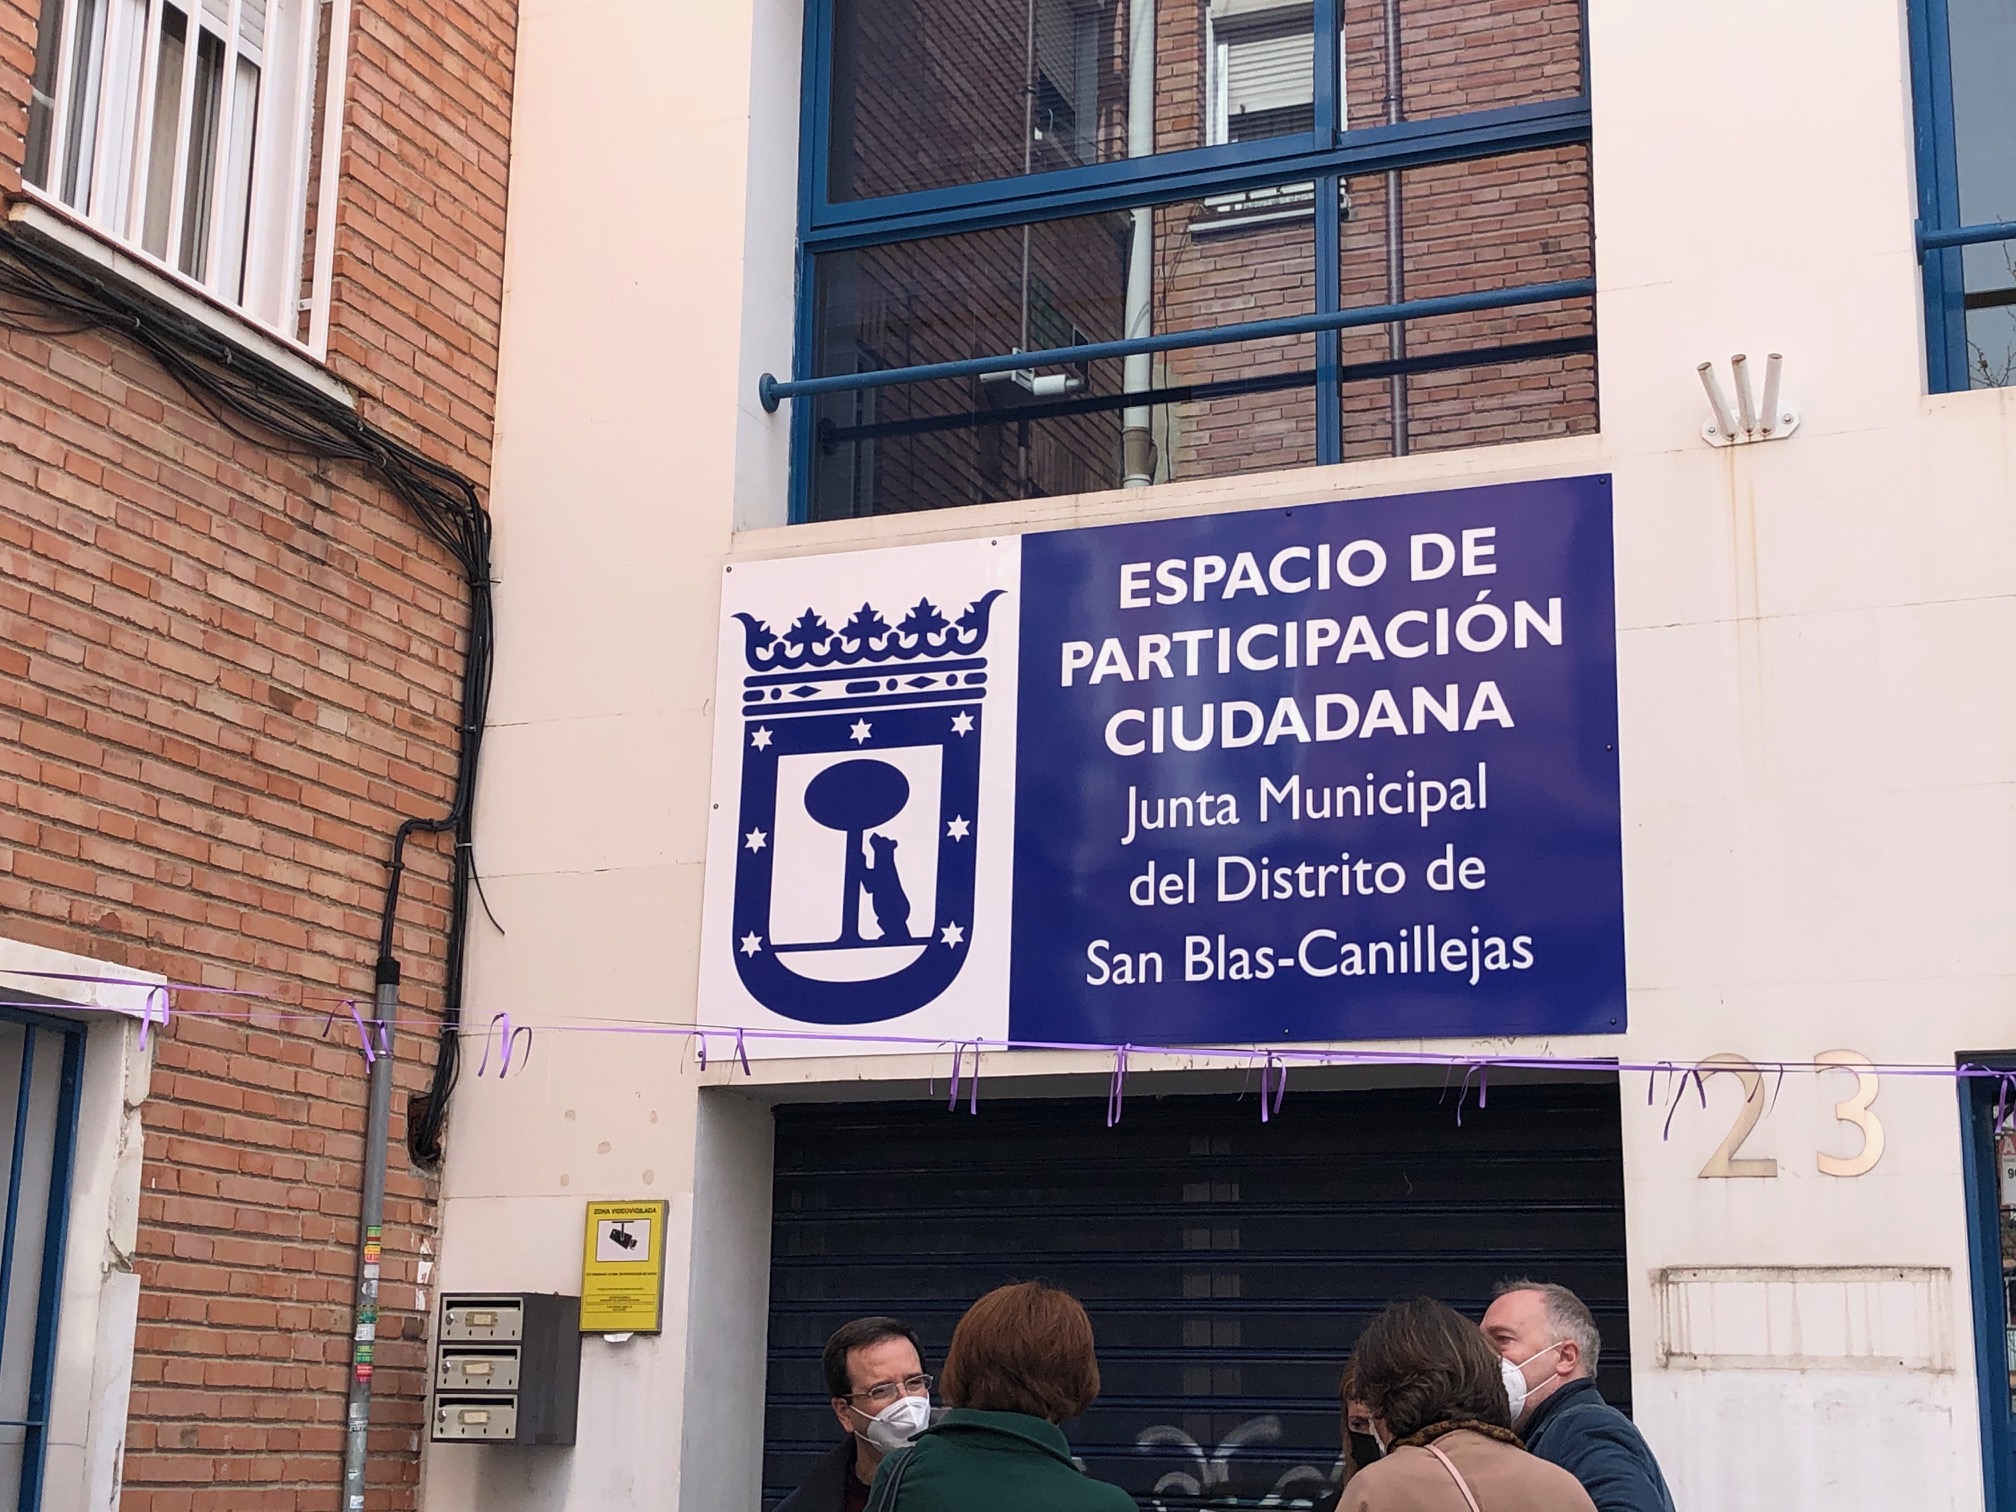 ESPACIO DE
PARTICIPACIÓN
CIUDADANA
Junta Municipal
del Distrito de
San Blas-Canillejas
23
ZONA VIDEOVIGILADA